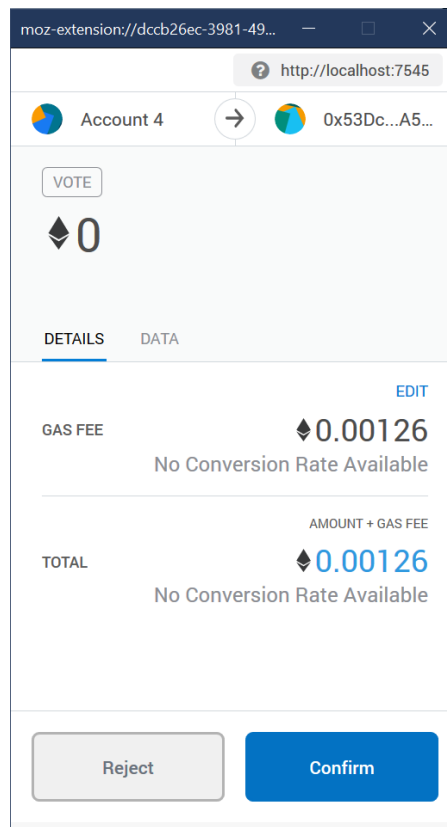 moz-extension://dccb26ec-3981-49...
http://localhost:7545
Account 4
0x53Dc...A5...
VOTE
0
DETAILS DATA
EDIT
GAS FEE 0.00126
No Conversion Rate Available
AMOUNT + GAS FEE
TOTAL 0.00126
No Conversion Rate Available
Reject Confirm